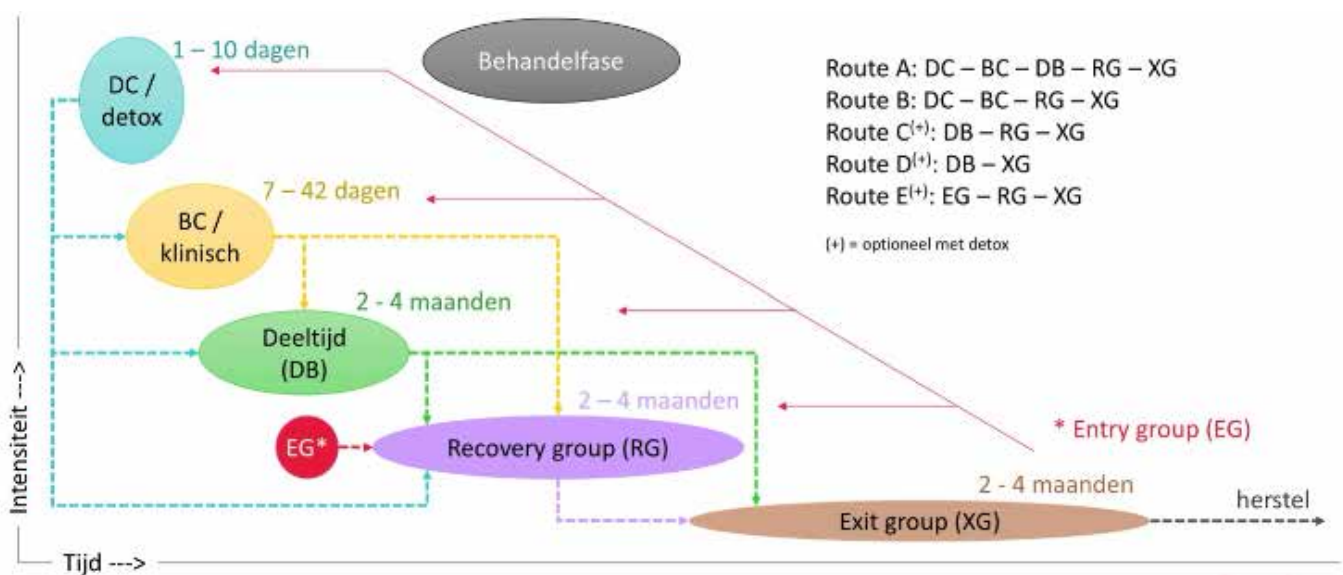 1 – 10 dagen
Behandelfase
DC /
detox
Route A: DC – BC – DB – RG – XG
Route B: DC – BC – RG – XG
Route C(+): DB – RG – XG
Route D(+): DB – XG
Route E(+): EG – RG – XG
(+) = optioneel met detox
7 – 42 dagen
BC /
klinisch
2 - 4 maanden
Deeltijd
(DB)
2 – 4 maanden
EG*
Recovery group (RG)
* Entry group (EG)
2 - 4 maanden
Exit group (XG)
herstel
Intensiteit --->
Tijd --->